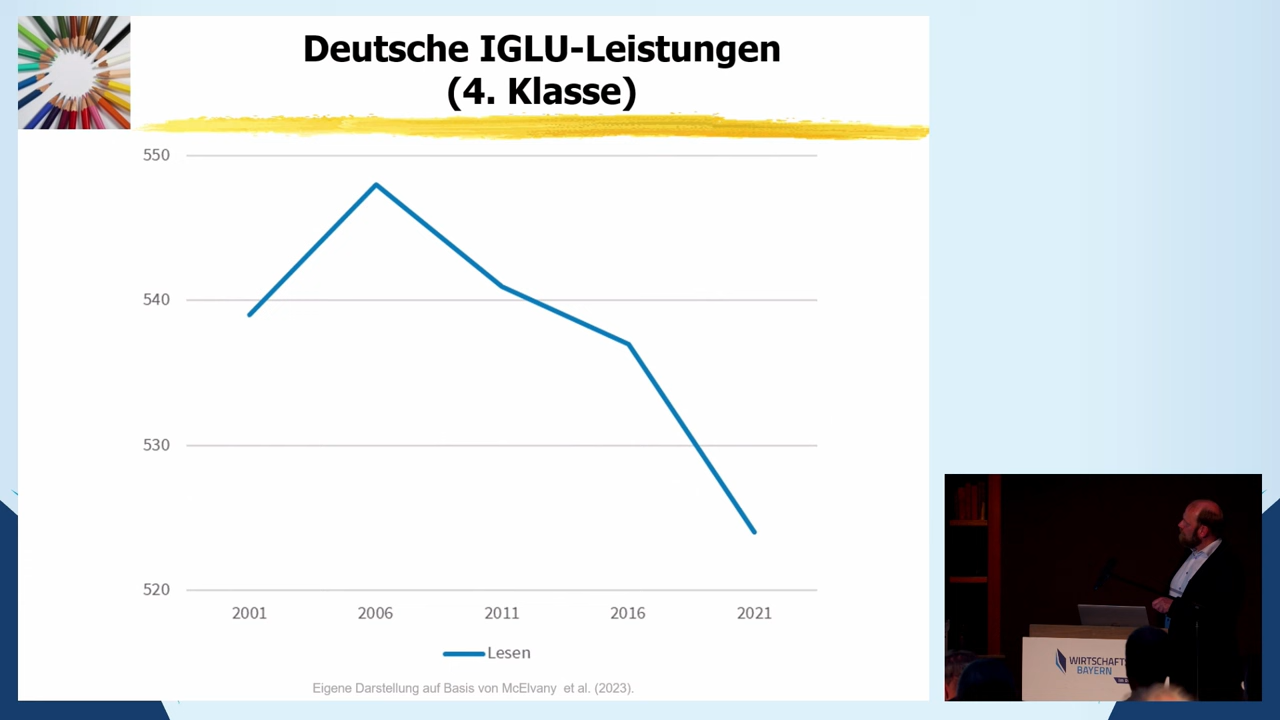 Deutsche IGLU-Leistungen
(4. Klasse)
550
540
530
520
2001 2006 2011 2016 2021
Lesen
Eigene Darstellung auf Basis von McElvany et al. (2023).
BAYERN